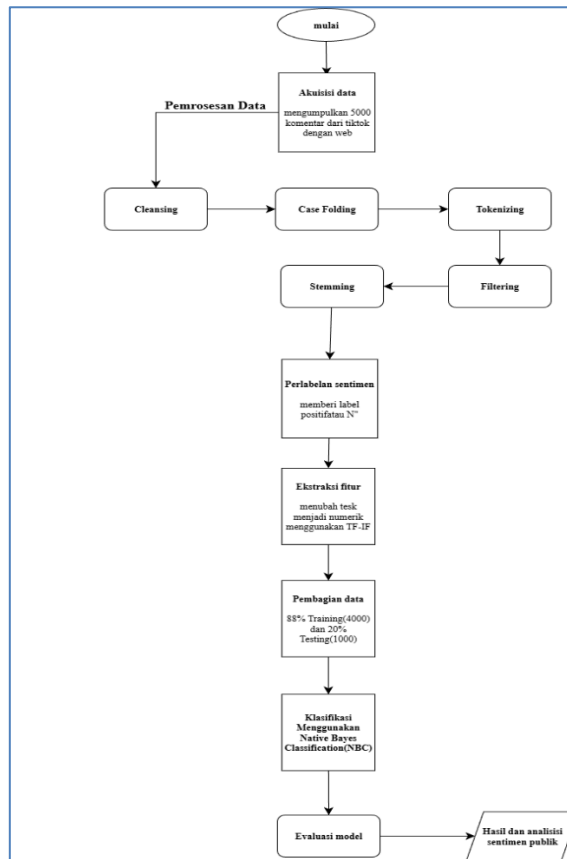 mulai
Akuisisi data
mengumpulkan 5000
komentar dari tiktok
dengan web
Pemrosesan Data
Cleansing
Case Folding
Tokenizing
Stemming
Filtering
Perlabelan sentimen
memberi label
positifatau N"
Ekstraksi fitur
menubah tesk
menjadi numerik
menggunakan TF-IF
Pembagian data
88% Training(4000)
dan 20%
Testing(1000)
Klasifikasi
Menggunakan
Native Bayes
Classification(NBC)
Evaluasi model
Hasil dan analisisi
sentimen publik